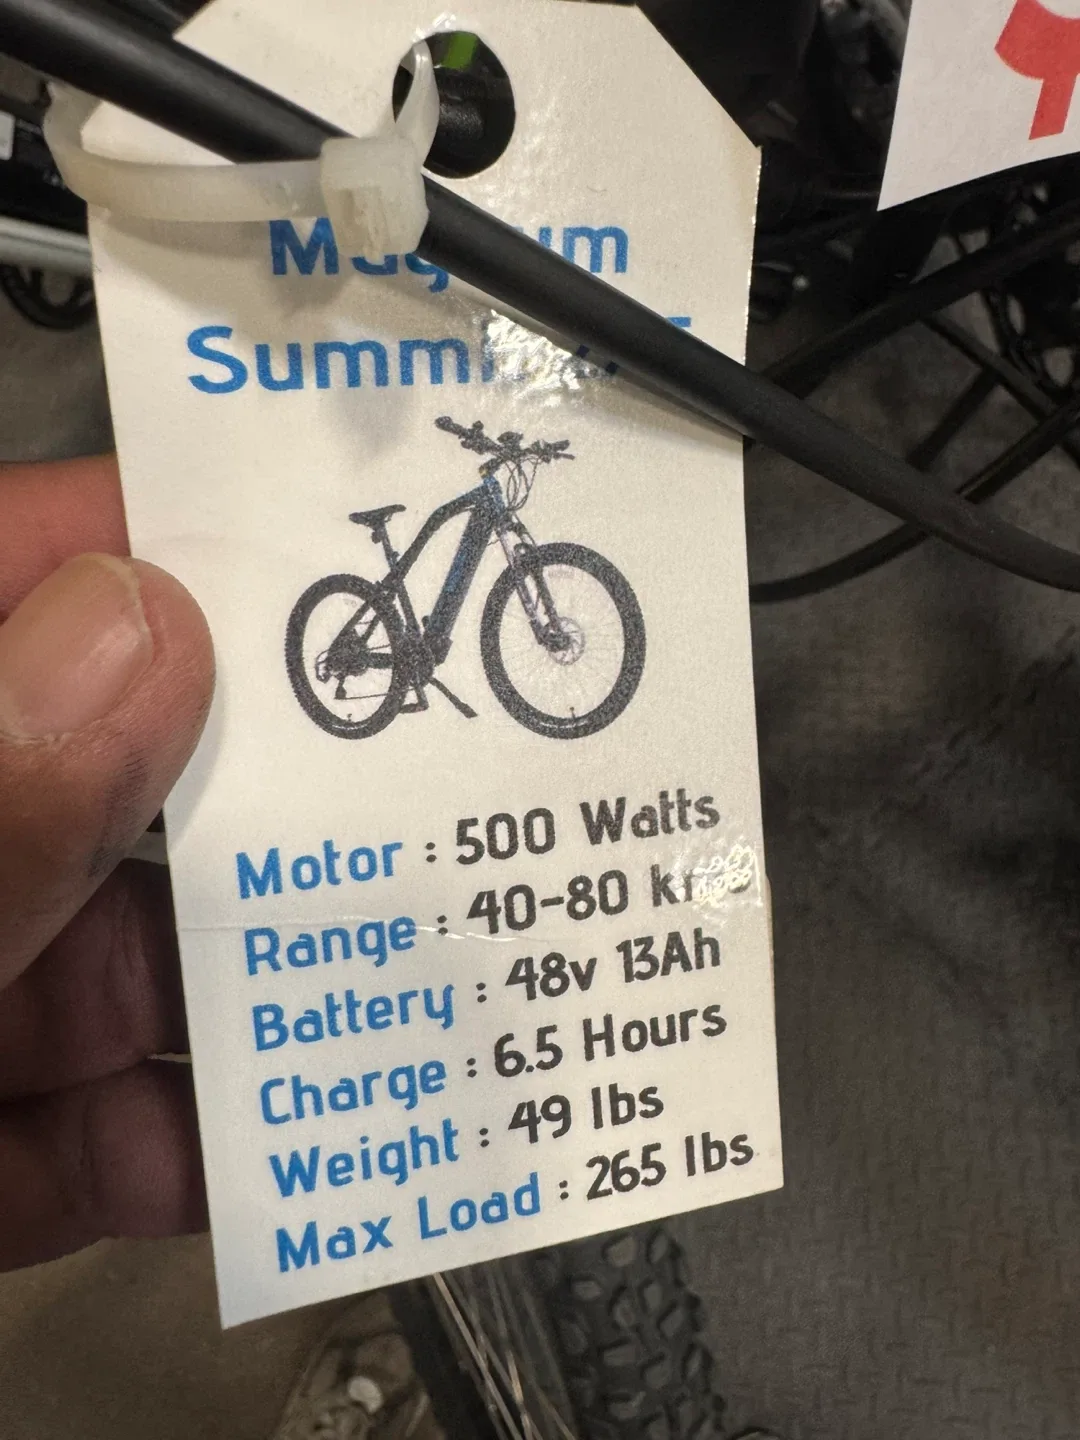 Motor : 500 Watts
Range : 40-80
Battery : 48v 13Ah
Charge : 6.5 Hours
Weight : 49 lbs
Max Load : 265 lbs